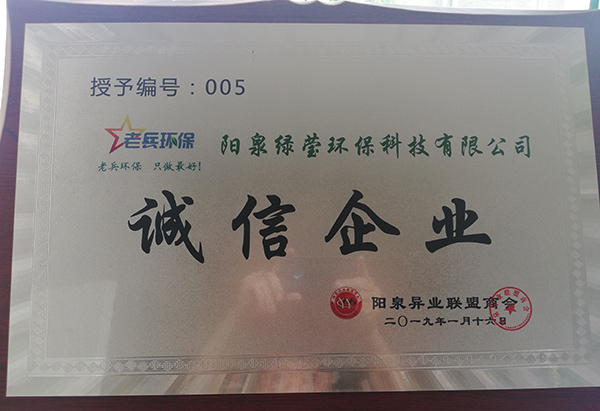 授予编号：005
老兵环保
老兵环保 只做最好！
阳泉绿莹环保科技有限公司
诚信企业
阳泉异业联盟商会
二〇一九年一月十六日